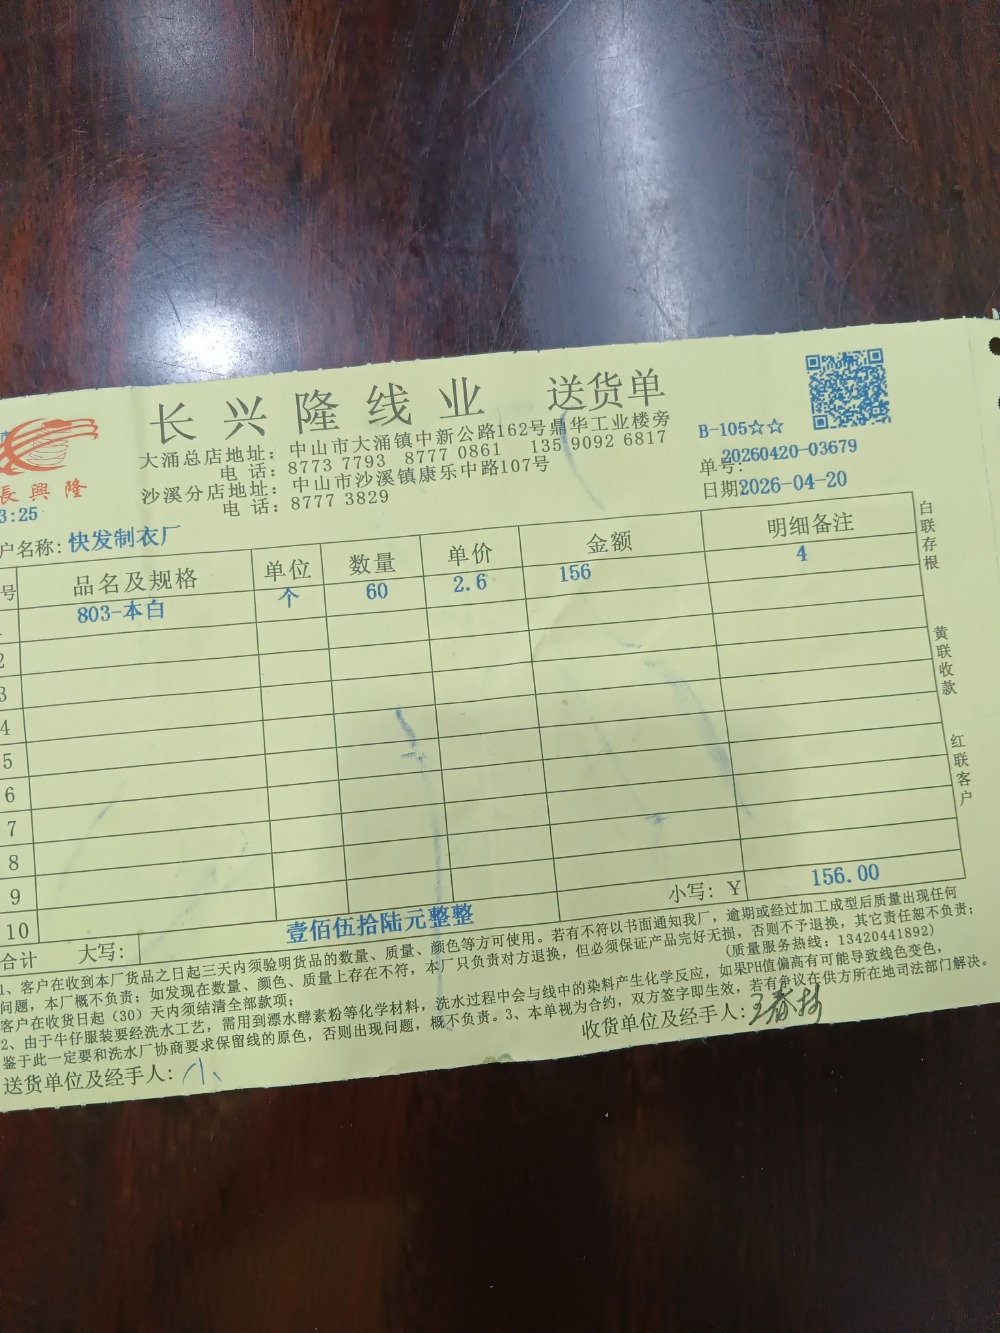 长兴隆线业 送货单
大涌总店地址: 中山市大涌镇中新公路162号鼎华工业楼旁
电 话: 8773 7793 8777 0861 135 9092 6817
沙溪分店地址: 中山市沙溪镇康乐中路107号
电 话: 8777 3829
B-105☆☆
单号: 20260420-03679
日期2026-04-20
長興隆
3:25
户名称: 快发制衣厂
号 品名及规格 单位 数量 单价 金额 明细备注
803-本白 个 60 2.6 156 4
2
3
4
5
6
7
8
9
10
小写: ￥ 156.00
合计 大写: 壹佰伍拾陆元整整
白联存根
黄联收款
红联客户
1、客户在收到本厂货品之日起三天内须验明货品的数量、质量、颜色等方可使用。若有不符以书面通知我厂，逾期或经过加工成型后质量出现任何
问题，本厂概不负责；如发现在数量、颜色、质量上存在不符，本厂只负责对方退换，但必须保证产品完好无损，否则不予退换，其它责任恕不负责；
客户在收货日起（30）天内须结清全部款项； (质量服务热线: 13420441892)
2、由于牛仔服装要经洗水工艺，需用到漂水酵素粉等化学材料，洗水过程中会与线中的染料产生化学反应，如果PH值偏高有可能导致线色变色，
鉴于此一定要和洗水厂协商要求保留线的原色，否则出现问题，概不负责。3、本单视为合约，双方签字即生效，若有争议在供方所在地司法部门解决。
送货单位及经手人: 小 收货单位及经手人: 王春林